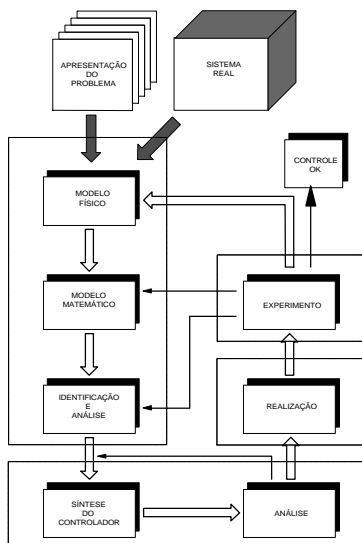 APRESENTAÇÃO
DO
PROBLEMA
SISTEMA
REAL
CONTROLE
OK
MODELO
FÍSICO
MODELO
MATEMÁTICO
EXPERIMENTO
IDENTIFICAÇÃO
E
ANÁLISE
REALIZAÇÃO
SÍNTESE
DO
CONTROLADOR
ANÁLISE